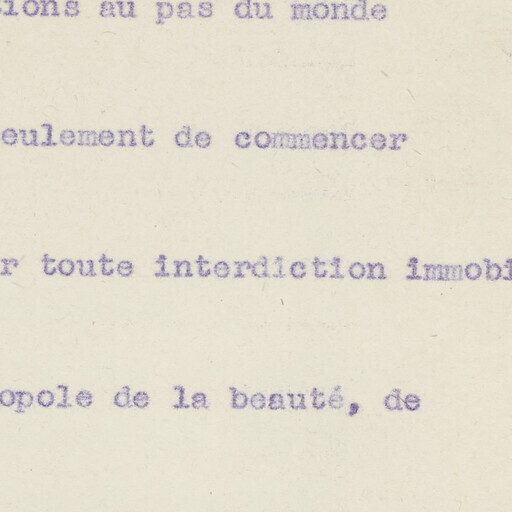 ions au pas du monde
eulement de commencer
r toute interdiction immobi
opole de la beauté, de